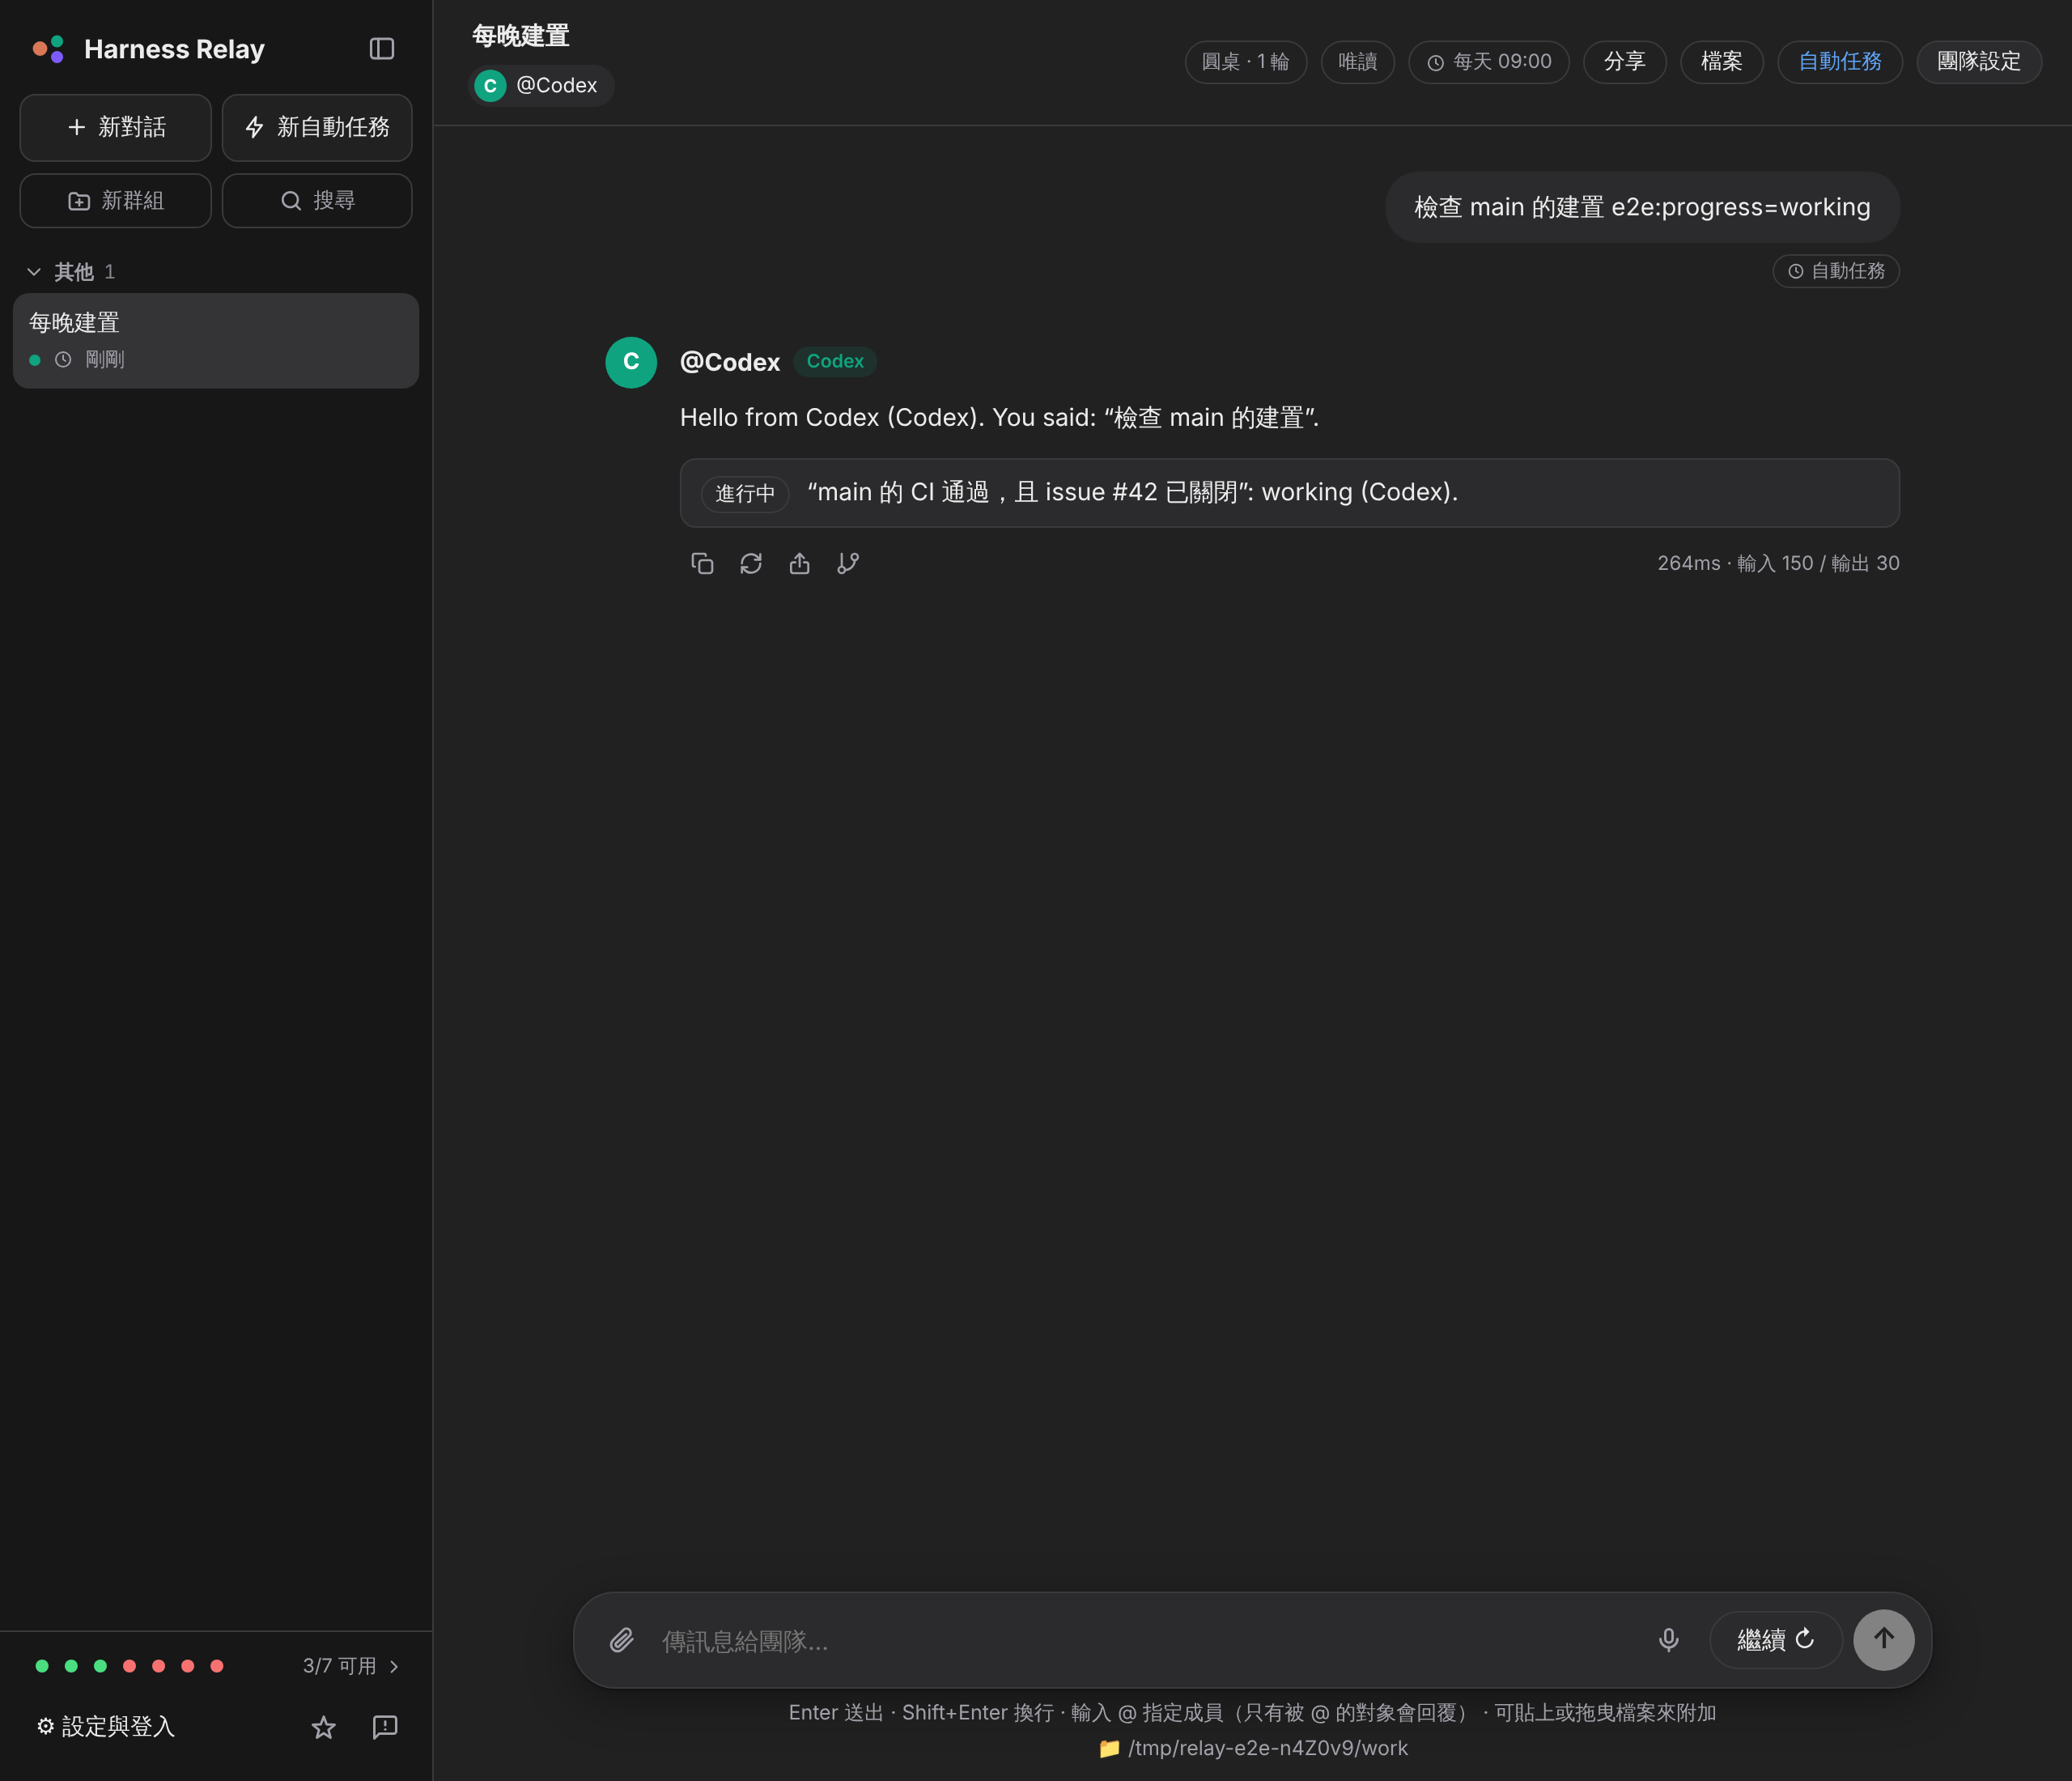 Harness Relay
新對話
新自動任務
新群組
搜尋
其他 1
每晚建置
剛剛
3/7 可用
⚙ 設定與登入
每晚建置
C @Codex
圓桌 · 1 輪
唯讀
每天 09:00
分享
檔案
自動任務
團隊設定
檢查 main 的建置 e2e:progress=working
自動任務
C @Codex Codex
Hello from Codex (Codex). You said: “檢查 main 的建置”.
進行中 “main 的 CI 通過，且 issue #42 已關閉”: working (Codex).
264ms · 輸入 150 / 輸出 30
傳訊息給團隊...
繼續
Enter 送出 · Shift+Enter 換行 · 輸入 @ 指定成員（只有被 @ 的對象會回覆） · 可貼上或拖曳檔案來附加
📁 /tmp/relay-e2e-n4Z0v9/work